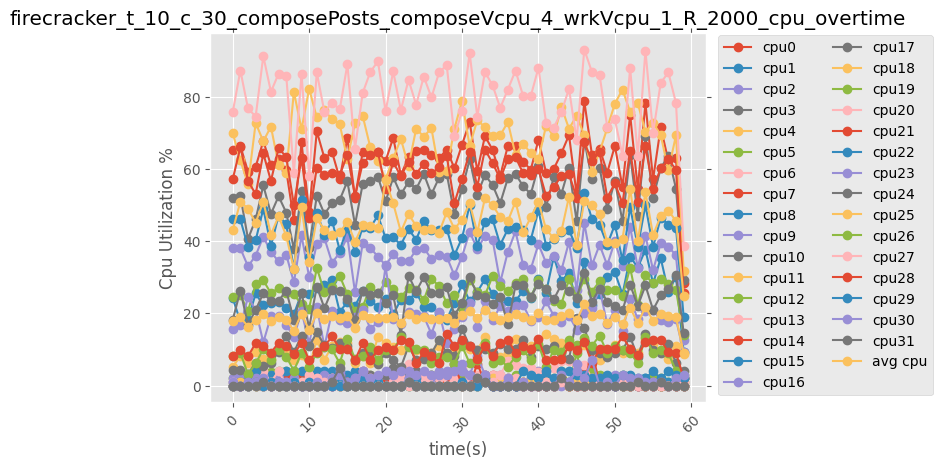 firecracker_t_10_c_30_composePosts_composeVcpu_4_wrkVcpu_1_R_2000_cpu_overtime
Cpu Utilization %
80
60
40
20
0
0
10
20
30
40
50
60
time(s)
cpu0
cpu1
cpu2
cpu3
cpu4
cpu5
cpu6
cpu7
cpu8
cpu9
cpu10
cpu11
cpu12
cpu13
cpu14
cpu15
cpu16
cpu17
cpu18
cpu19
cpu20
cpu21
cpu22
cpu23
cpu24
cpu25
cpu26
cpu27
cpu28
cpu29
cpu30
cpu31
avg cpu